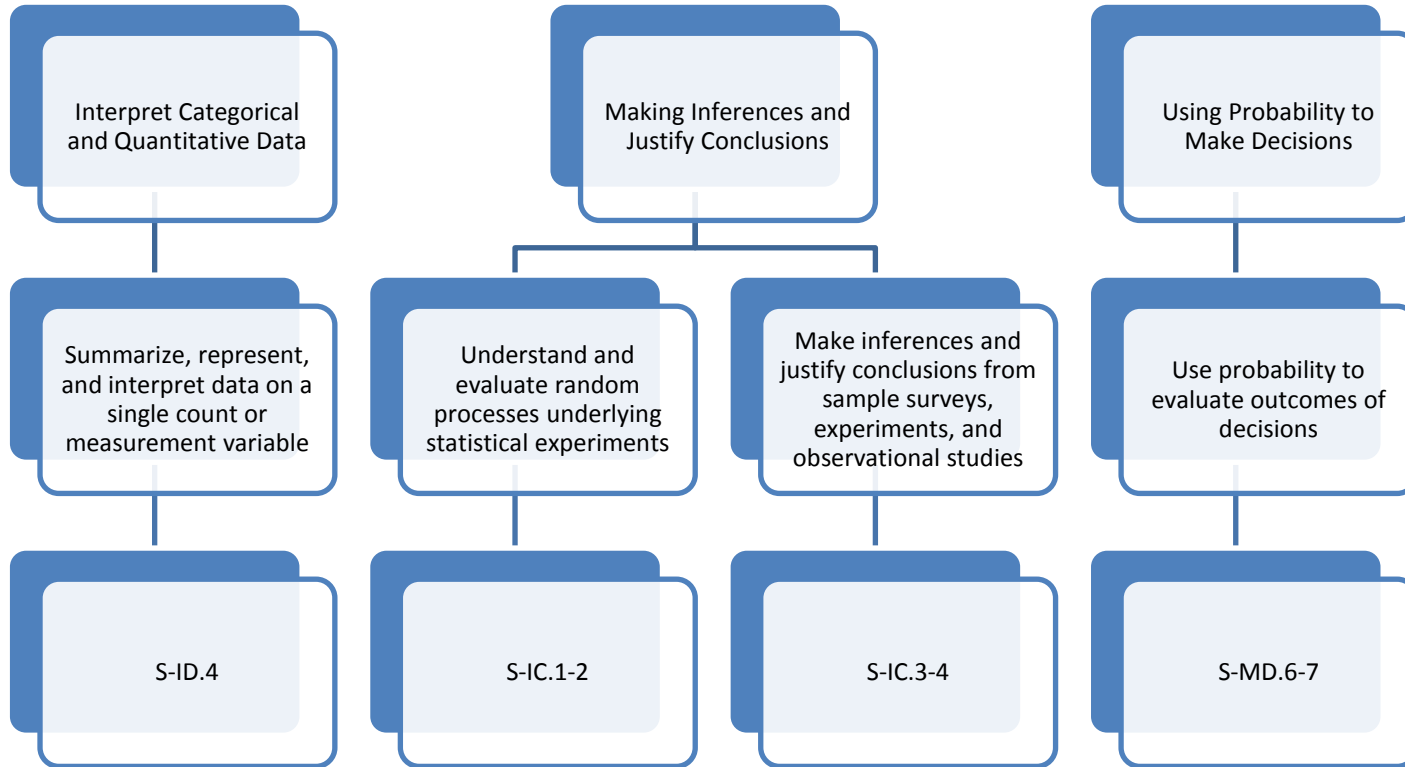 Interpret Categorical
and Quantitative Data
Making Inferences and
Justify Conclusions
Using Probability to
Make Decisions
Summarize, represent,
and interpret data on a
single count or
measurement variable
Understand and
evaluate random
processes underlying
statistical experiments
Make inferences and
justify conclusions from
sample surveys,
experiments, and
observational studies
Use probability to
evaluate outcomes of
decisions
S-ID.4
S-IC.1-2
S-IC.3-4
S-MD.6-7